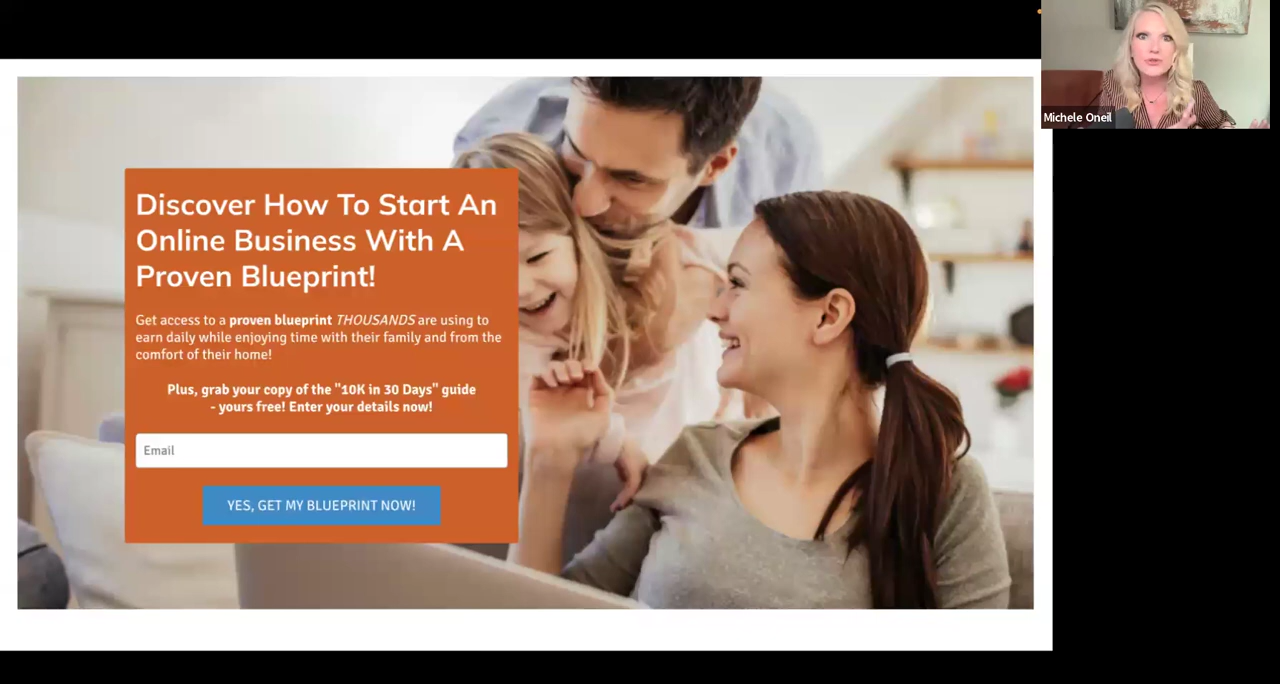 Discover How To Start An
Online Business With A
Proven Blueprint!
Get access to a proven blueprint THOUSANDS are using to
earn daily while enjoying time with their family and from the
comfort of their home!
Plus, grab your copy of the "10K in 30 Days" guide
- yours free! Enter your details now!
Email
YES, GET MY BLUEPRINT NOW!
Michele Oneil